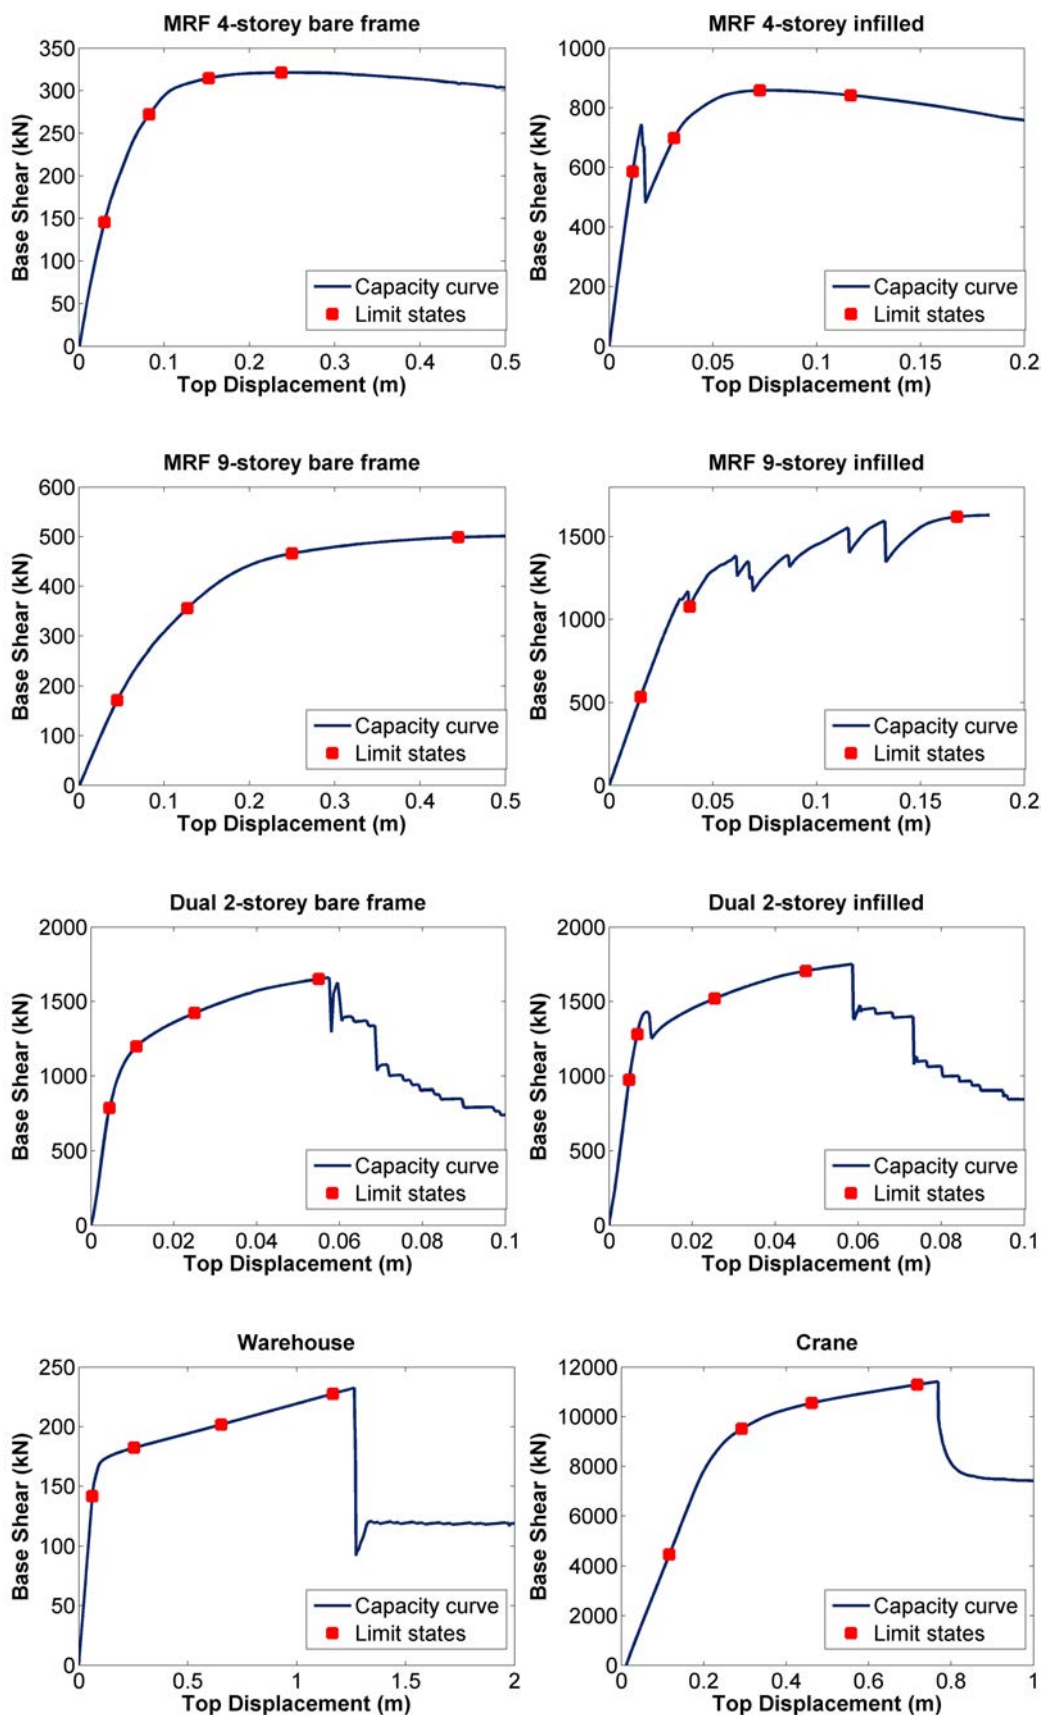 MRF 4-storey bare frame
350
300
250
200
150
100
50
0
Base Shear (kN)
Capacity curve
Limit states
0 0.1 0.2 0.3 0.4 0.5
Top Displacement (m)
MRF 4-storey infilled
1000
800
600
400
200
0
Base Shear (kN)
Capacity curve
Limit states
0 0.05 0.1 0.15 0.2
Top Displacement (m)
MRF 9-storey bare frame
600
500
400
300
200
100
0
Base Shear (kN)
Capacity curve
Limit states
0 0.1 0.2 0.3 0.4 0.5
Top Displacement (m)
MRF 9-storey infilled
1500
1000
500
0
Base Shear (kN)
Capacity curve
Limit states
0 0.05 0.1 0.15 0.2
Top Displacement (m)
Dual 2-storey bare frame
2000
1500
1000
500
0
Base Shear (kN)
Capacity curve
Limit states
0 0.02 0.04 0.06 0.08 0.1
Top Displacement (m)
Dual 2-storey infilled
2000
1500
1000
500
0
Base Shear (kN)
Capacity curve
Limit states
0 0.02 0.04 0.06 0.08 0.1
Top Displacement (m)
Warehouse
250
200
150
100
50
0
Base Shear (kN)
Capacity curve
Limit states
0 0.5 1 1.5 2
Top Displacement (m)
Crane
12000
10000
8000
6000
4000
2000
0
Base Shear (kN)
Capacity curve
Limit states
0 0.2 0.4 0.6 0.8 1
Top Displacement (m)